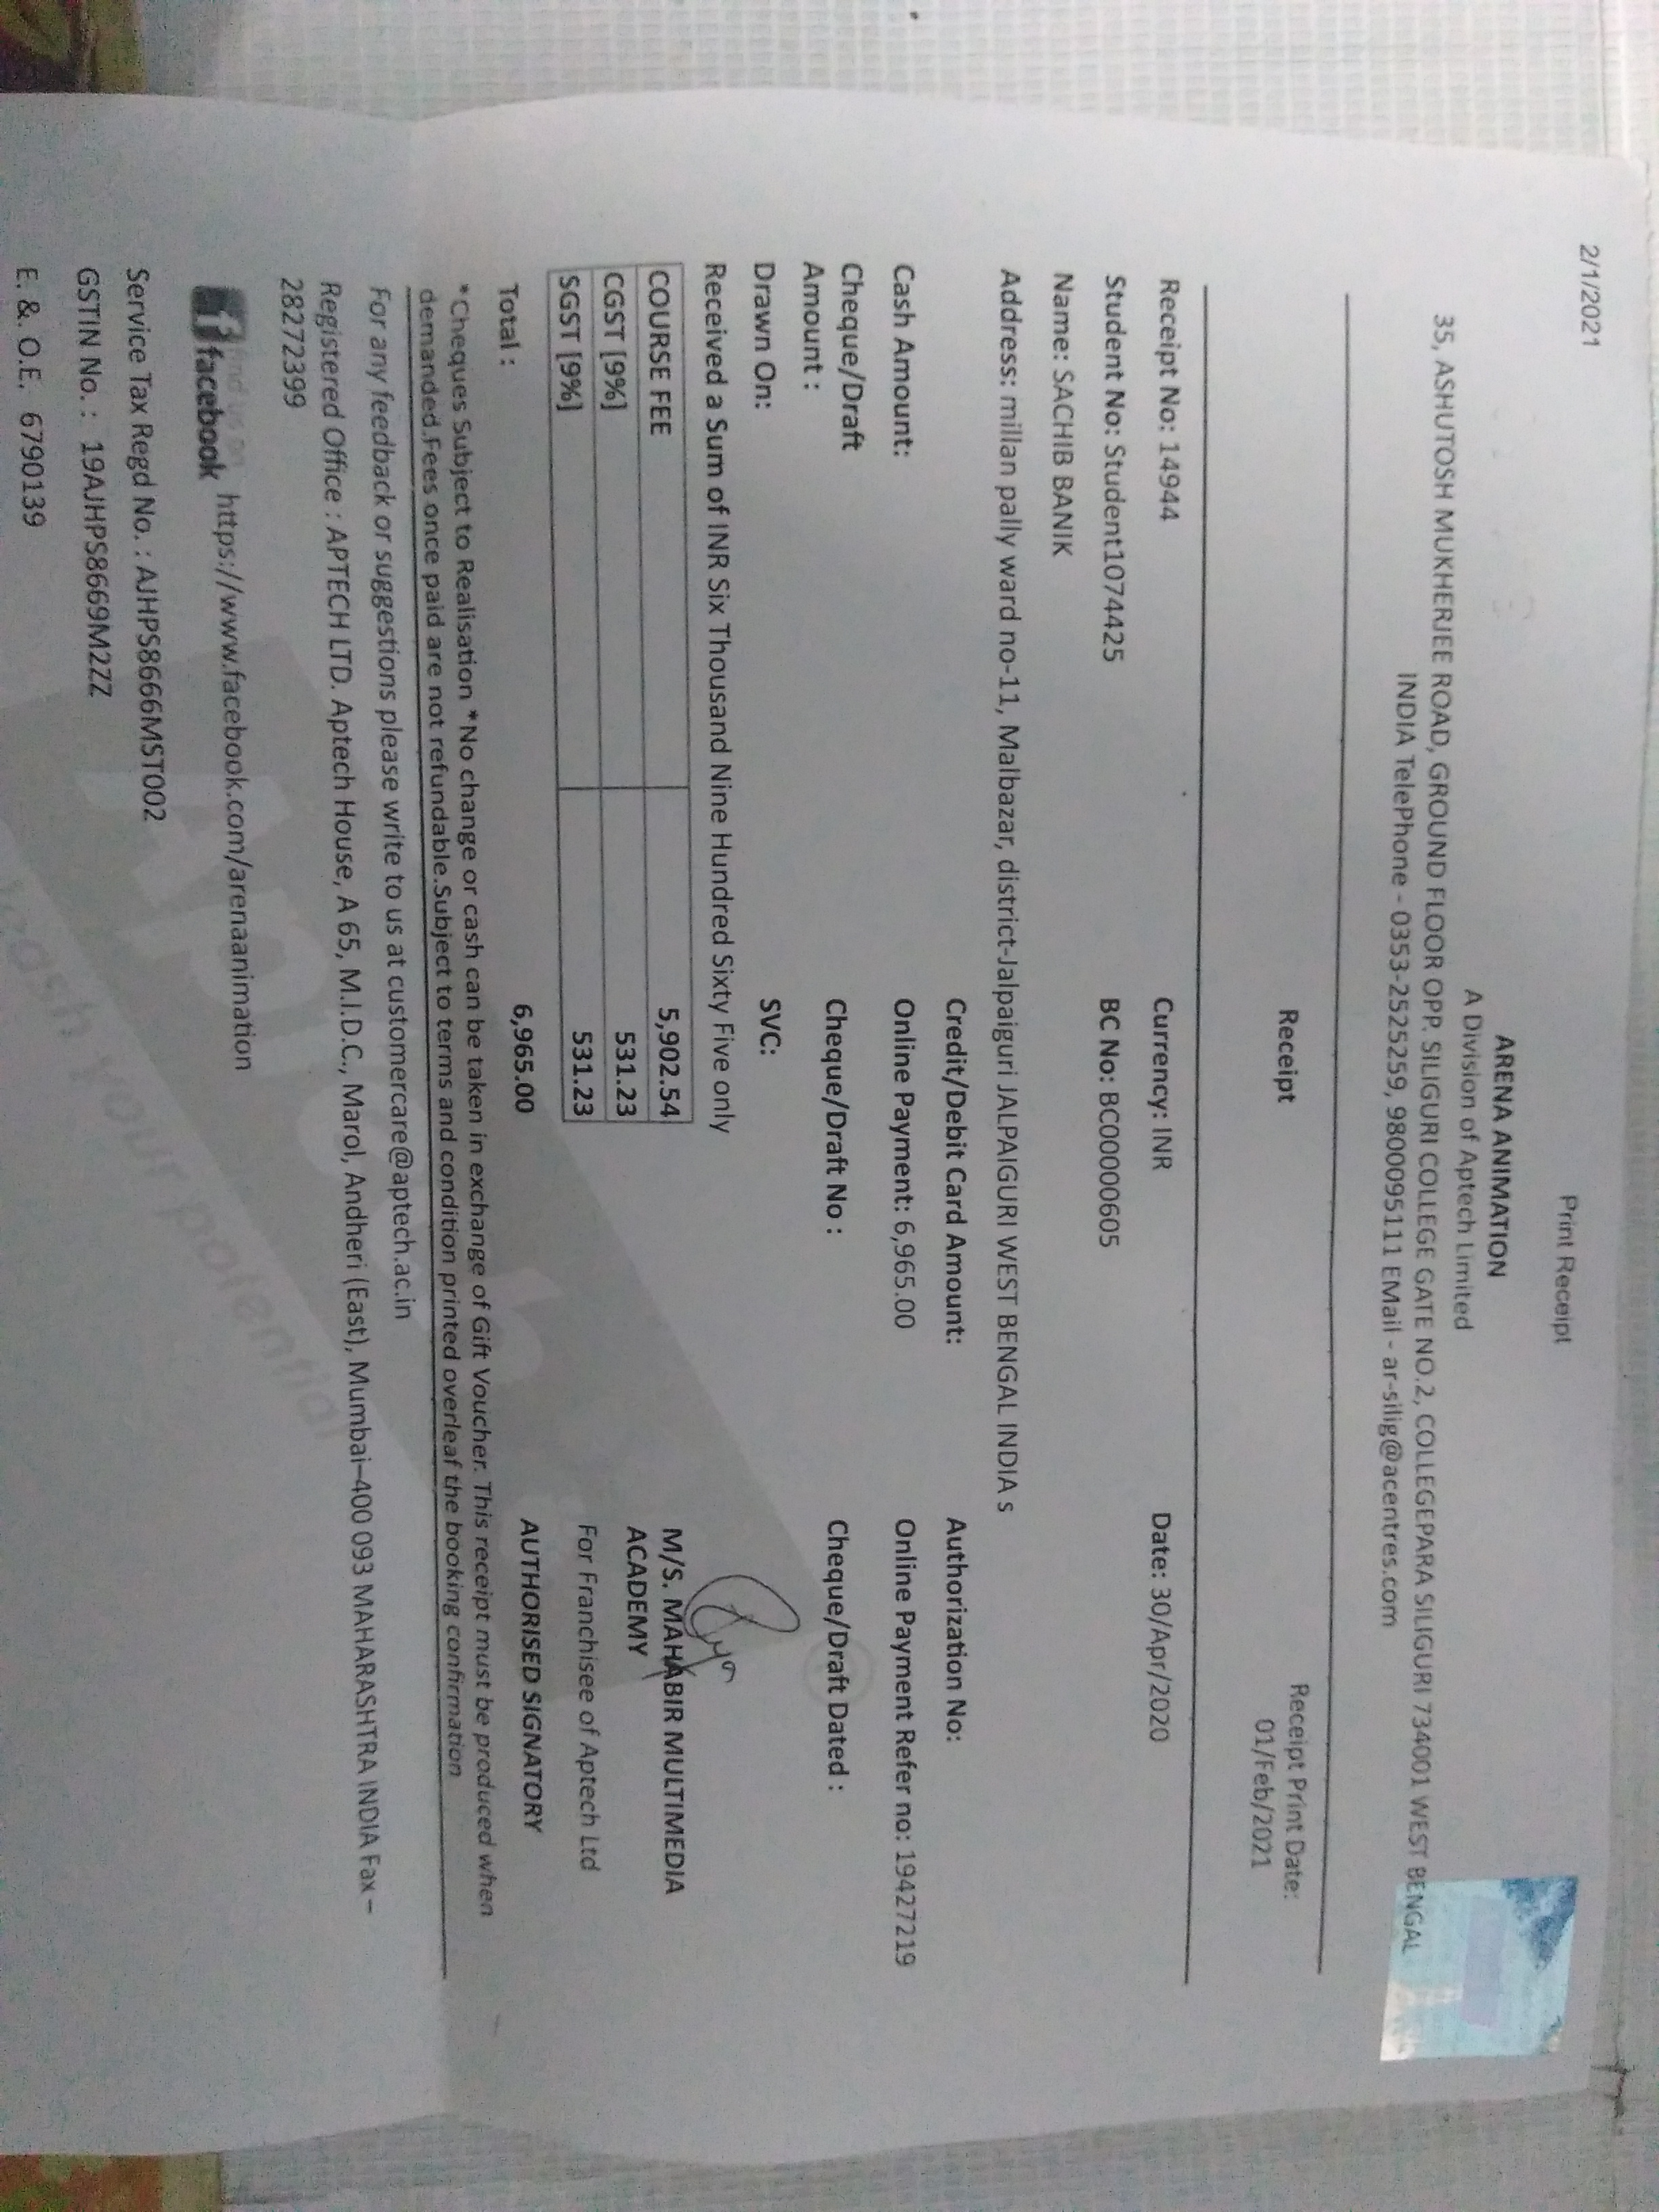 2/1/2021 Print Receipt
ARENA ANIMATION
A Division of Aptech Limited
35, ASHUTOSH MUKHERJEE ROAD, GROUND FLOOR OPP. SILIGURI COLLEGE GATE NO.2, COLLEGEPARA SILIGURI 734001 WEST BENGAL
INDIA TelePhone - 0353-2525259, 9800095111 EMail - ar-silig@acentres.com
Receipt Receipt Print Date:
01/Feb/2021
Receipt No: 14944 Currency: INR Date: 30/Apr/2020
Student No: Student1074425 BC No: BC00000605
Name: SACHIB BANIK
Address: millan pally ward no-11, Malbazar, district-Jalpaiguri JALPAIGURI WEST BENGAL INDIA s
Credit/Debit Card Amount: Authorization No:
Cash Amount: Online Payment: 6,965.00 Online Payment Refer no: 19427219
Cheque/Draft Cheque/Draft No : Cheque/Draft Dated :
Amount :
Drawn On: SVC:
Received a Sum of INR Six Thousand Nine Hundred Sixty Five only
COURSE FEE 5,902.54
CGST [9%] 531.23
SGST [9%] 531.23
M/S. MAHABIR MULTIMEDIA
ACADEMY
For Franchisee of Aptech Ltd
Total : 6,965.00 AUTHORISED SIGNATORY
*Cheques Subject to Realisation *No change or cash can be taken in exchange of Gift Voucher. This receipt must be produced when
demanded.Fees once paid are not refundable.Subject to terms and condition printed overleaf the booking confirmation
For any feedback or suggestions please write to us at customercare@aptech.ac.in
Registered Office : APTECH LTD. Aptech House, A 65, M.I.D.C., Marol, Andheri (East), Mumbai–400 093 MAHARASHTRA INDIA Fax –
28272399
find us on
facebook https://www.facebook.com/arenaanimation
Service Tax Regd No. : AJHPS8666MST002
GSTIN No. : 19AJHPS8669M2ZZ
E. &. O.E. 6790139
your potential